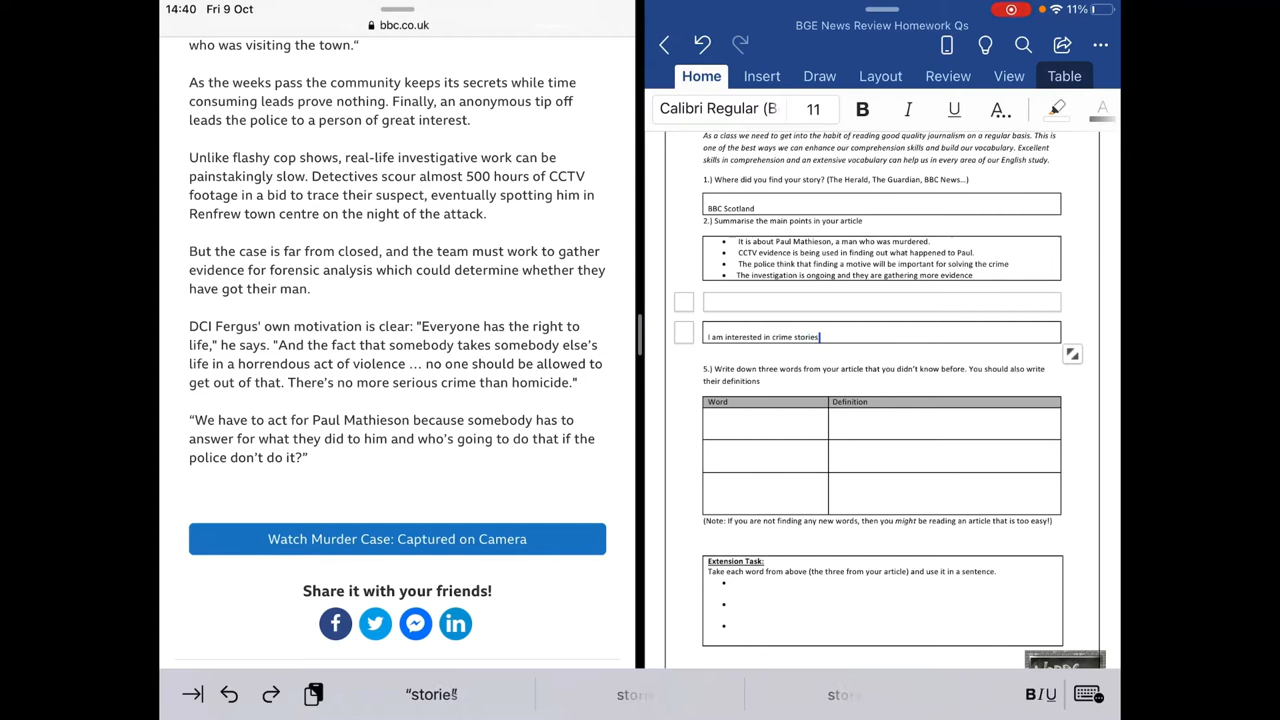 14:40 Fri 9 Oct
bbc.co.uk
who was visiting the town."
As the weeks pass the community keeps its secrets while time
consuming leads prove nothing. Finally, an anonymous tip off
leads the police to a person of great interest.
Unlike flashy cop shows, real-life investigative work can be
painstakingly slow. Detectives scour almost 500 hours of CCTV
footage in a bid to trace their suspect, eventually spotting him in
Renfrew town centre on the night of the attack.
But the case is far from closed, and the team must work to gather
evidence for forensic analysis which could determine whether they
have got their man.
DCI Fergus' own motivation is clear: "Everyone has the right to
life," he says. "And the fact that somebody takes somebody else's
life in a horrendous act of violence … no one should be allowed to
get out of that. There's no more serious crime than homicide."
"We have to act for Paul Mathieson because somebody has to
answer for what they did to him and who's going to do that if the
police don't do it?"
Watch Murder Case: Captured on Camera
Share it with your friends!
11%
BGE News Review Homework Qs
Home Insert Draw Layout Review View Table
Calibri Regular (B 11 B I U A...
As a class we need to get into the habit of reading good quality journalism on a regular basis. This is
one of the best ways we can enhance our comprehension skills and build our vocabulary. Excellent
skills in comprehension and an extensive vocabulary can help us in every area of our English study.
1.) Where did you find your story? (The Herald, The Guardian, BBC News…)
BBC Scotland
2.) Summarise the main points in your article
• It is about Paul Mathieson, a man who was murdered.
• CCTV evidence is being used in finding out what happened to Paul.
• The police think that finding a motive will be important for solving the crime
• The investigation is ongoing and they are gathering more evidence
I am interested in crime stories
5.) Write down three words from your article that you didn't know before. You should also write
their definitions
Word Definition
(Note: If you are not finding any new words, then you might be reading an article that is too easy!)
Extension Task:
Take each word from above (the three from your article) and use it in a sentence.
"stories" B I U